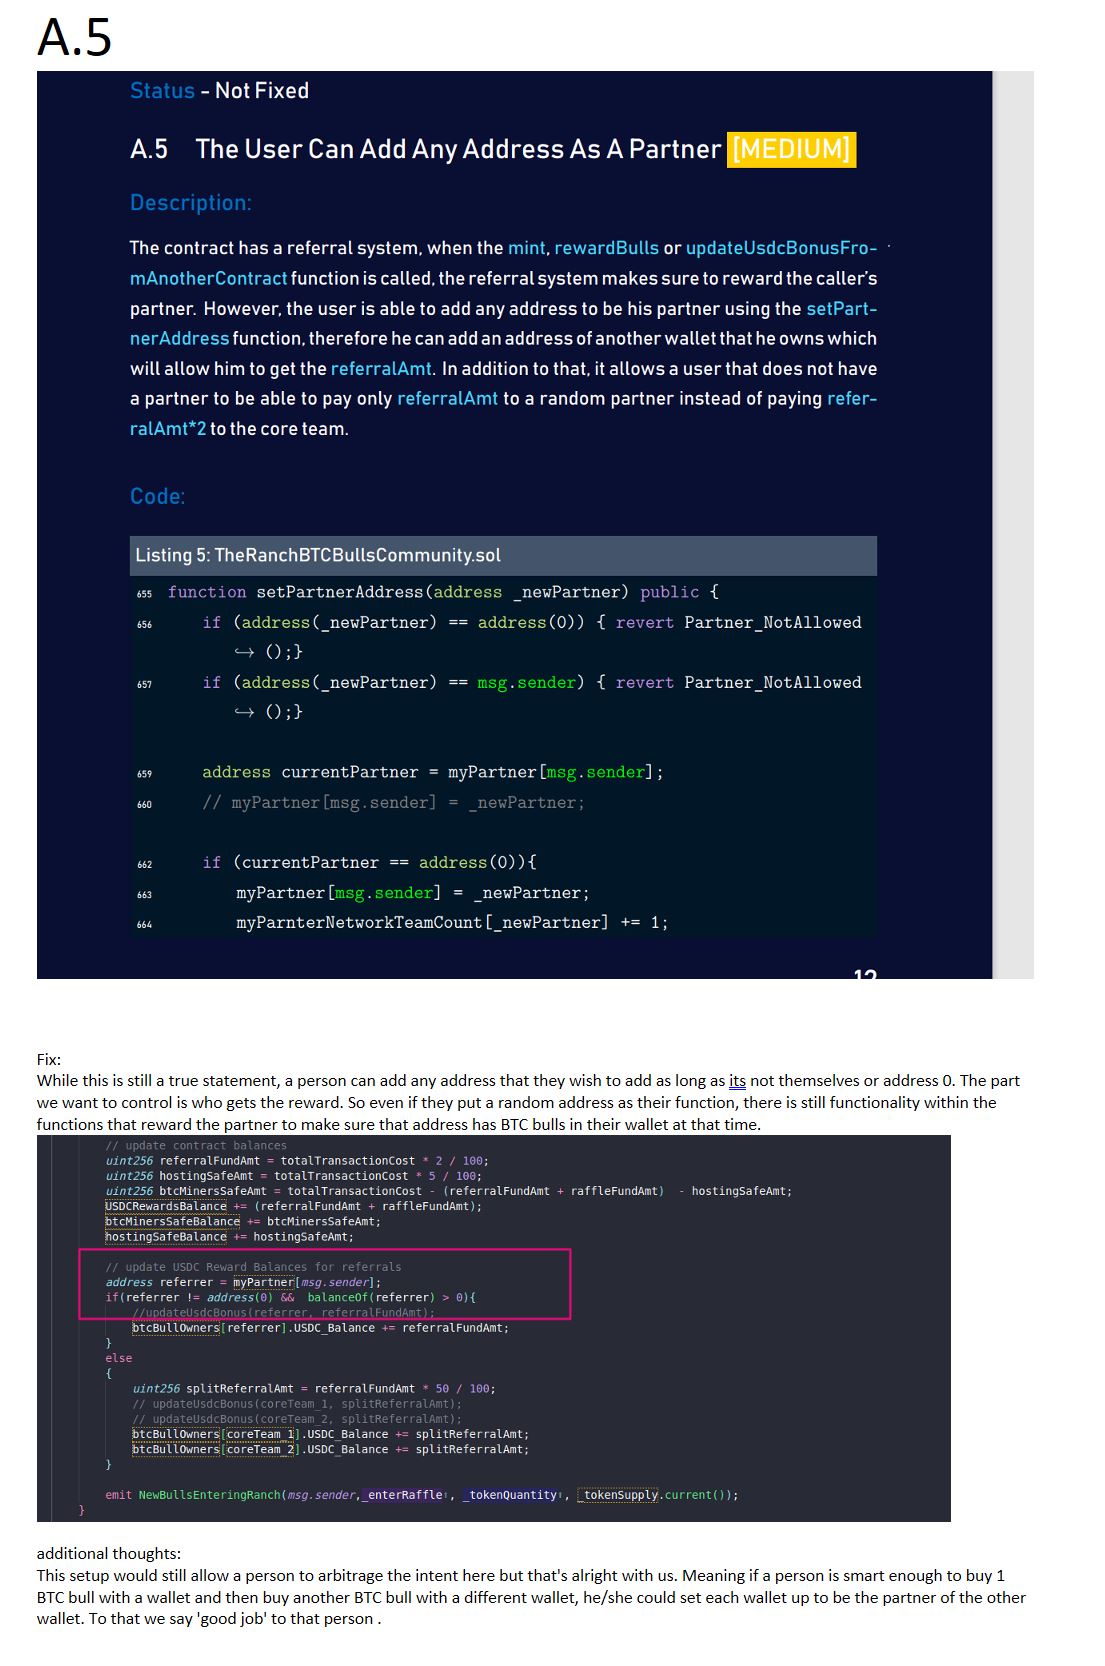 A.5
Status - Not Fixed
A.5 The User Can Add Any Address As A Partner [MEDIUM]
Description:
The contract has a referral system, when the mint, rewardBulls or updateUsdcBonusFro-
mAnotherContract function is called, the referral system makes sure to reward the caller's
partner. However, the user is able to add any address to be his partner using the setPart-
nerAddress function, therefore he can add an address of another wallet that he owns which
will allow him to get the referralAmt. In addition to that, it allows a user that does not have
a partner to be able to pay only referralAmt to a random partner instead of paying refer-
ralAmt*2 to the core team.
Code:
Listing 5: TheRanchBTCBullsCommunity.sol
655 function setPartnerAddress(address _newPartner) public {
656 if (address(_newPartner) == address(0)) { revert Partner_NotAllowed
↪ ();}
657 if (address(_newPartner) == msg.sender) { revert Partner_NotAllowed
↪ ();}
659 address currentPartner = myPartner[msg.sender];
660 // myPartner[msg.sender] = _newPartner;
662 if (currentPartner == address(0)){
663 myPartner[msg.sender] = _newPartner;
664 myParnterNetworkTeamCount[_newPartner] += 1;
12
Fix:
While this is still a true statement, a person can add any address that they wish to add as long as its not themselves or address 0. The part
we want to control is who gets the reward. So even if they put a random address as their function, there is still functionality within the
functions that reward the partner to make sure that address has BTC bulls in their wallet at that time.
// update contract balances
uint256 referralFundAmt = totalTransactionCost * 2 / 100;
uint256 hostingSafeAmt = totalTransactionCost * 5 / 100;
uint256 btcMinersSafeAmt = totalTransactionCost - (referralFundAmt + raffleFundAmt) - hostingSafeAmt;
USDCRewardsBalance += (referralFundAmt + raffleFundAmt);
btcMinersSafeBalance += btcMinersSafeAmt;
hostingSafeBalance += hostingSafeAmt;
// update USDC Reward Balances for referrals
address referrer = myPartner[msg.sender];
if(referrer != address(0) && balanceOf(referrer) > 0){
//updateUsdcBonus(referrer, referralFundAmt);
btcBullOwners[referrer].USDC_Balance += referralFundAmt;
}
else
{
uint256 splitReferralAmt = referralFundAmt * 50 / 100;
// updateUsdcBonus(coreTeam_1, splitReferralAmt);
// updateUsdcBonus(coreTeam_2, splitReferralAmt);
btcBullOwners[coreTeam_1].USDC_Balance += splitReferralAmt;
btcBullOwners[coreTeam_2].USDC_Balance += splitReferralAmt;
}
emit NewBullsEnteringRanch(msg.sender,_enterRaffle↑, _tokenQuantity↑, _tokenSupply.current());
}
additional thoughts:
This setup would still allow a person to arbitrage the intent here but that's alright with us. Meaning if a person is smart enough to buy 1
BTC bull with a wallet and then buy another BTC bull with a different wallet, he/she could set each wallet up to be the partner of the other
wallet. To that we say 'good job' to that person .